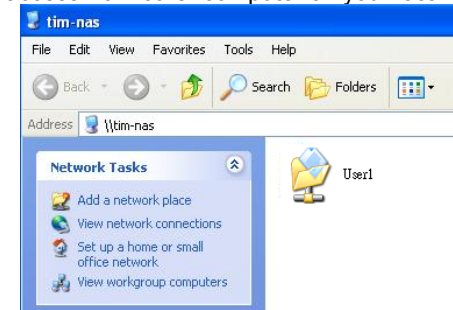 tim-nas
File Edit View Favorites Tools Help
Back Search Folders
Address \\tim-nas
Network Tasks
Add a network place
View network connections
Set up a home or small
office network
View workgroup computers
User1